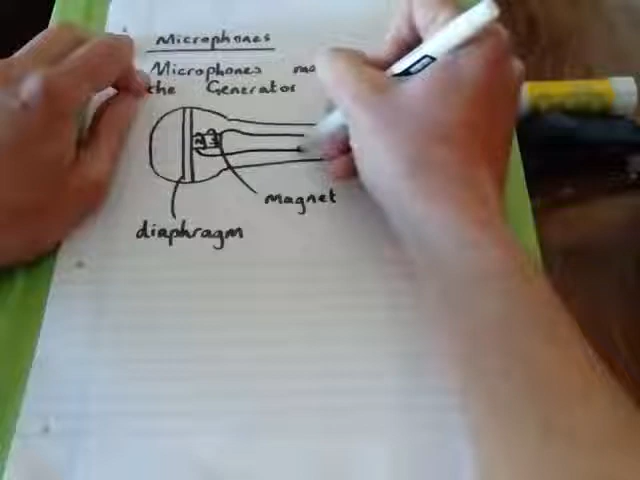 Microphones
Microphones
the Generator
magnet
diaphragm